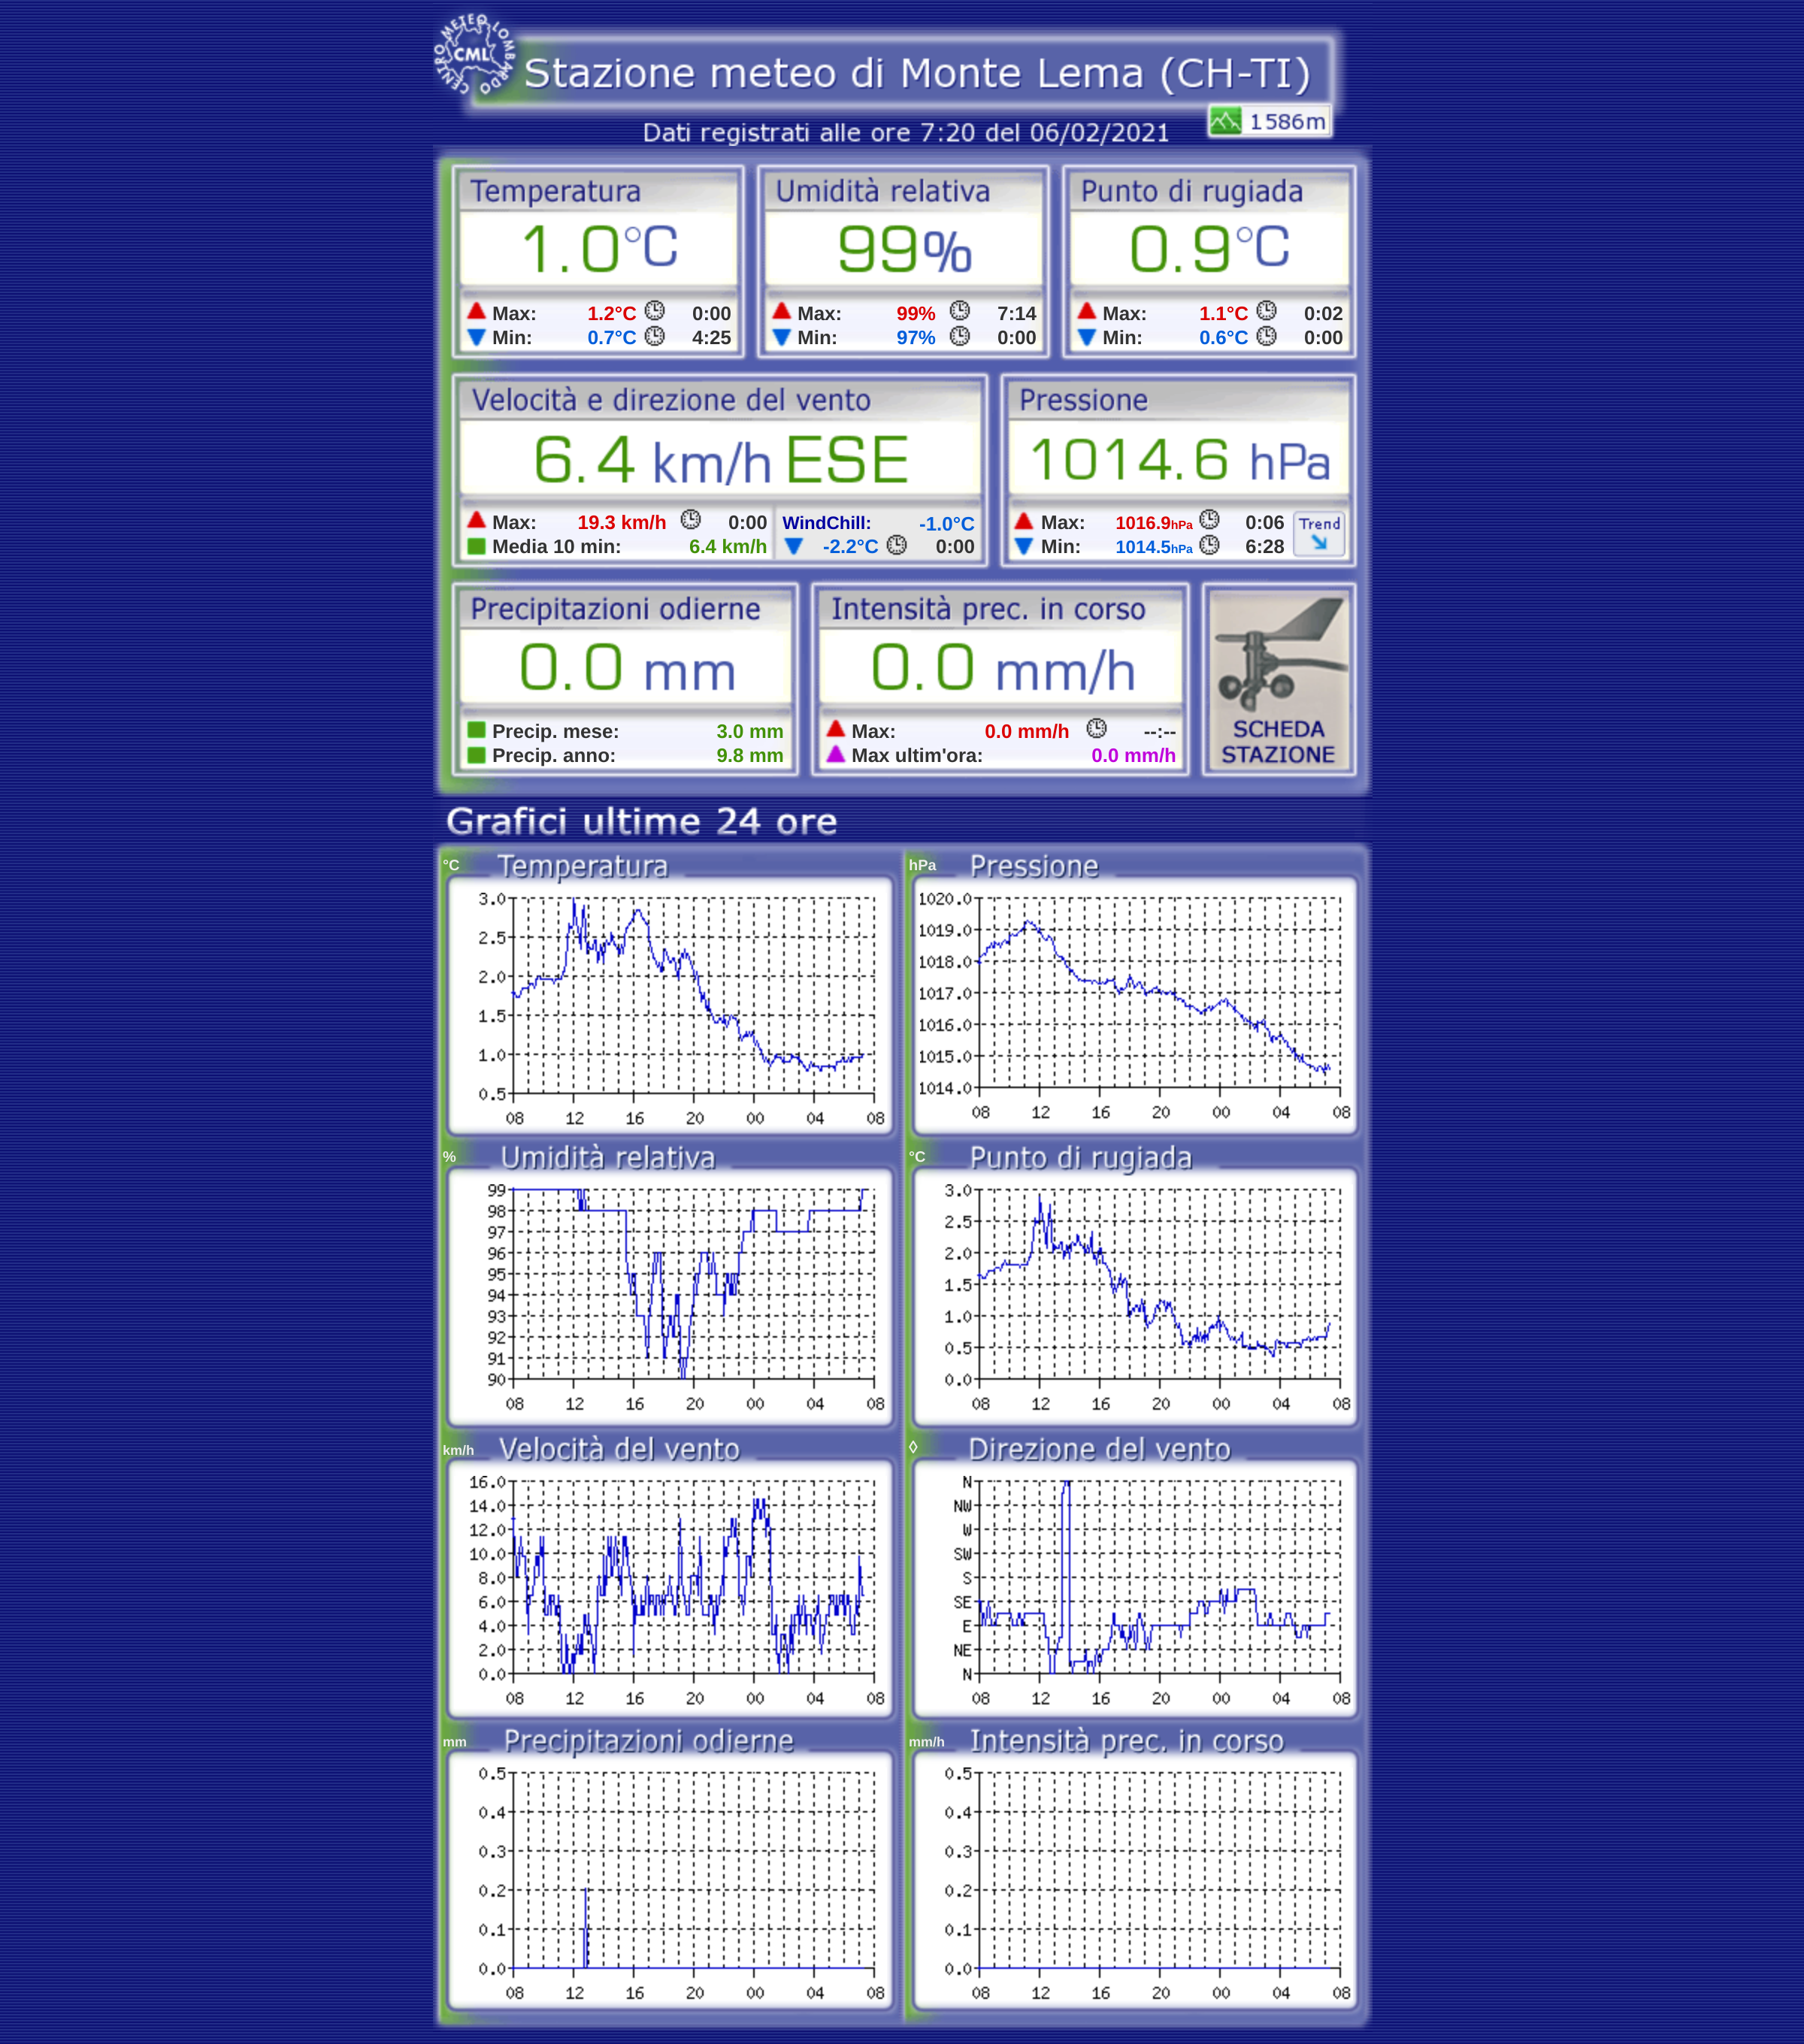 CENTRO METEO LOMBARDO
CML
Stazione meteo di Monte Lema (CH-TI)
1586m
Dati registrati alle ore 7:20 del 06/02/2021
Temperatura Umidità relativa Punto di rugiada
1.0°C 99% 0.9°C
Max: 1.2°C 0:00 Max: 99% 7:14 Max: 1.1°C 0:02
Min: 0.7°C 4:25 Min: 97% 0:00 Min: 0.6°C 0:00
Velocità e direzione del vento Pressione
6.4 km/h ESE 1014.6 hPa
Max: 19.3 km/h 0:00 WindChill: -1.0°C Max: 1016.9hPa 0:06 Trend
Media 10 min: 6.4 km/h -2.2°C 0:00 Min: 1014.5hPa 6:28
Precipitazioni odierne Intensità prec. in corso
0.0 mm 0.0 mm/h
Precip. mese: 3.0 mm Max: 0.0 mm/h --:-- SCHEDA
Precip. anno: 9.8 mm Max ultim'ora: 0.0 mm/h STAZIONE
Grafici ultime 24 ore
°C Temperatura
3.0
2.5
2.0
1.5
1.0
0.5
08 12 16 20 00 04 08
hPa Pressione
1020.0
1019.0
1018.0
1017.0
1016.0
1015.0
1014.0
08 12 16 20 00 04 08
% Umidità relativa
99
98
97
96
95
94
93
92
91
90
08 12 16 20 00 04 08
°C Punto di rugiada
3.0
2.5
2.0
1.5
1.0
0.5
0.0
08 12 16 20 00 04 08
km/h Velocità del vento
16.0
14.0
12.0
10.0
8.0
6.0
4.0
2.0
0.0
08 12 16 20 00 04 08
◊ Direzione del vento
N
NW
W
SW
S
SE
E
NE
N
08 12 16 20 00 04 08
mm Precipitazioni odierne
0.5
0.4
0.3
0.2
0.1
0.0
08 12 16 20 00 04 08
mm/h Intensità prec. in corso
0.5
0.4
0.3
0.2
0.1
0.0
08 12 16 20 00 04 08